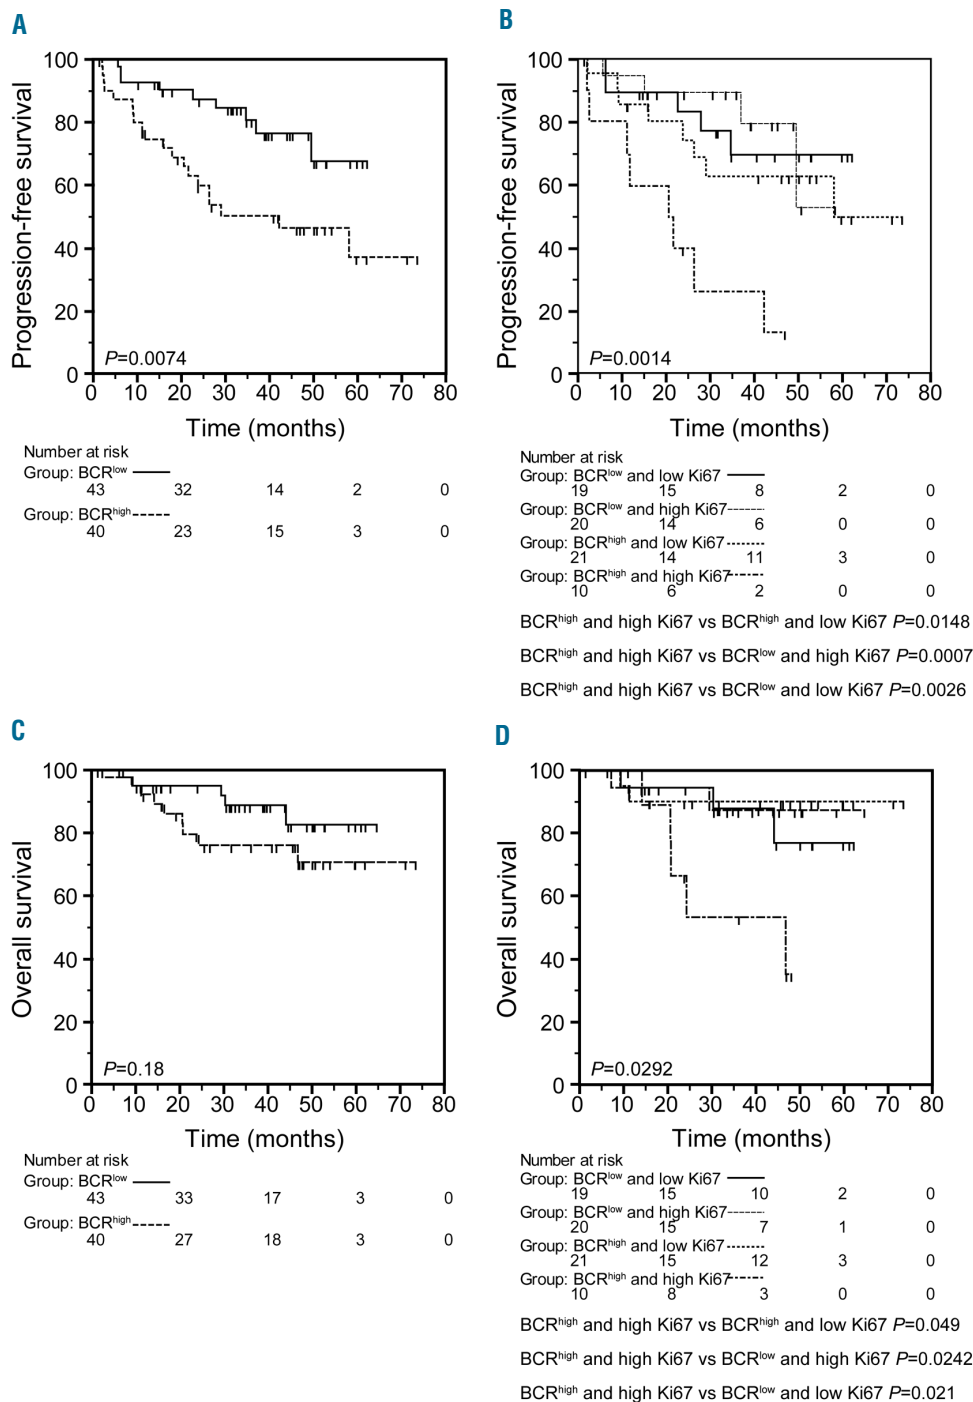 A
Progression-free survival
100
80
60
40
20
0
P=0.0074
0 10 20 30 40 50 60 70 80
Time (months)
Number at risk
Group: BCRlow
43 32 14 2 0
Group: BCRhigh
40 23 15 3 0
B
Progression-free survival
100
80
60
40
20
0
P=0.0014
0 10 20 30 40 50 60 70 80
Time (months)
Number at risk
Group: BCRlow and low Ki67
19 15 8 2 0
Group: BCRlow and high Ki67
20 14 6 0 0
Group: BCRhigh and low Ki67
21 14 11 3 0
Group: BCRhigh and high Ki67
10 6 2 0 0
BCRhigh and high Ki67 vs BCRhigh and low Ki67 P=0.0148
BCRhigh and high Ki67 vs BCRlow and high Ki67 P=0.0007
BCRhigh and high Ki67 vs BCRlow and low Ki67 P=0.0026
C
Overall survival
100
80
60
40
20
0
P=0.18
0 10 20 30 40 50 60 70 80
Time (months)
Number at risk
Group: BCRlow
43 33 17 3 0
Group: BCRhigh
40 27 18 3 0
D
Overall survival
100
80
60
40
20
0
P=0.0292
0 10 20 30 40 50 60 70 80
Time (months)
Number at risk
Group: BCRlow and low Ki67
19 15 10 2 0
Group: BCRlow and high Ki67
20 15 7 1 0
Group: BCRhigh and low Ki67
21 15 12 3 0
Group: BCRhigh and high Ki67
10 8 3 0 0
BCRhigh and high Ki67 vs BCRhigh and low Ki67 P=0.049
BCRhigh and high Ki67 vs BCRlow and high Ki67 P=0.0242
BCRhigh and high Ki67 vs BCRlow and low Ki67 P=0.021